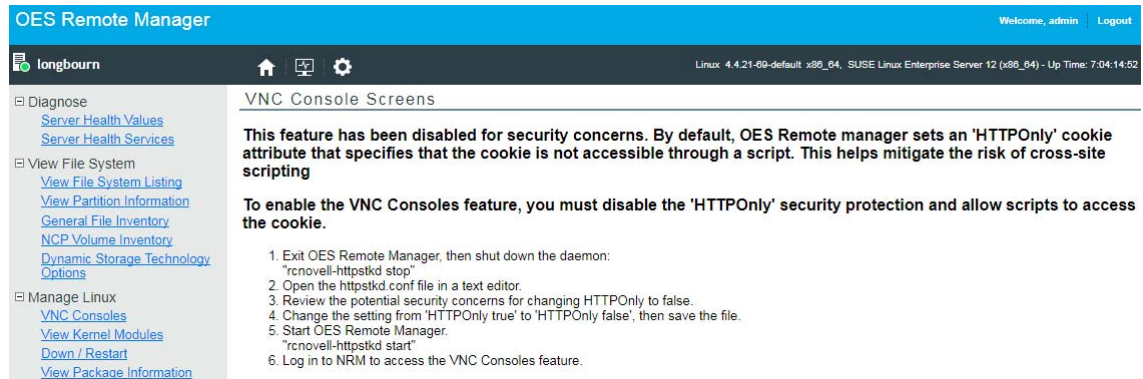 OES Remote Manager
Welcome, admin Logout
longbourn
Linux 4.4.21-69-default x86_64, SUSE Linux Enterprise Server 12 (x86_64) - Up Time: 7:04:14:52
Diagnose
Server Health Values
Server Health Services
View File System
View File System Listing
View Partition Information
General File Inventory
NCP Volume Inventory
Dynamic Storage Technology
Options
Manage Linux
VNC Consoles
View Kernel Modules
Down / Restart
View Package Information
VNC Console Screens
This feature has been disabled for security concerns. By default, OES Remote manager sets an 'HTTPOnly' cookie
attribute that specifies that the cookie is not accessible through a script. This helps mitigate the risk of cross-site
scripting
To enable the VNC Consoles feature, you must disable the 'HTTPOnly' security protection and allow scripts to access
the cookie.
1. Exit OES Remote Manager, then shut down the daemon:
"rcnovell-httpstkd stop"
2. Open the httpstkd.conf file in a text editor.
3. Review the potential security concerns for changing HTTPOnly to false.
4. Change the setting from 'HTTPOnly true' to 'HTTPOnly false', then save the file.
5. Start OES Remote Manager.
"rcnovell-httpstkd start"
6. Log in to NRM to access the VNC Consoles feature.